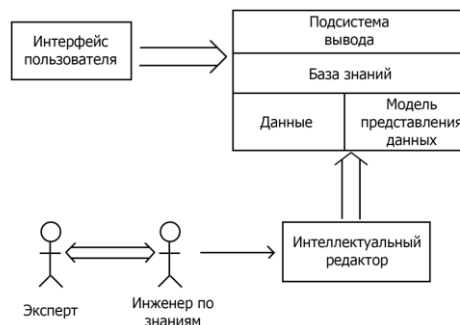 Интерфейс
пользователя
Подсистема
вывода
База знаний
Данные
Модель
представления
данных
Интеллектуальный
редактор
Эксперт
Инженер по
знаниям